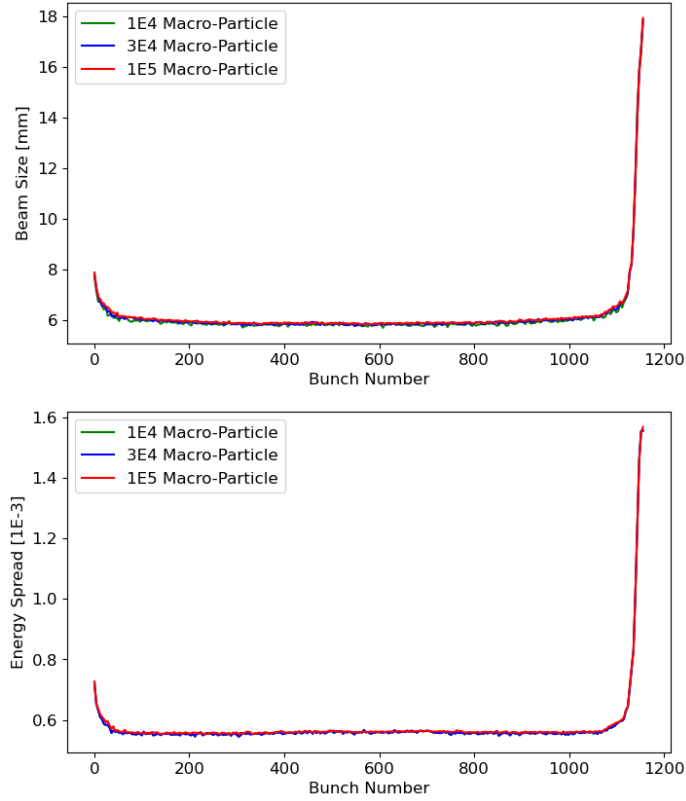 18
16
14
12
10
8
6
Beam Size [mm]
1E4 Macro-Particle
3E4 Macro-Particle
1E5 Macro-Particle
0 200 400 600 800 1000 1200
Bunch Number
1.6
1.4
1.2
1.0
0.8
0.6
Energy Spread [1E-3]
1E4 Macro-Particle
3E4 Macro-Particle
1E5 Macro-Particle
0 200 400 600 800 1000 1200
Bunch Number